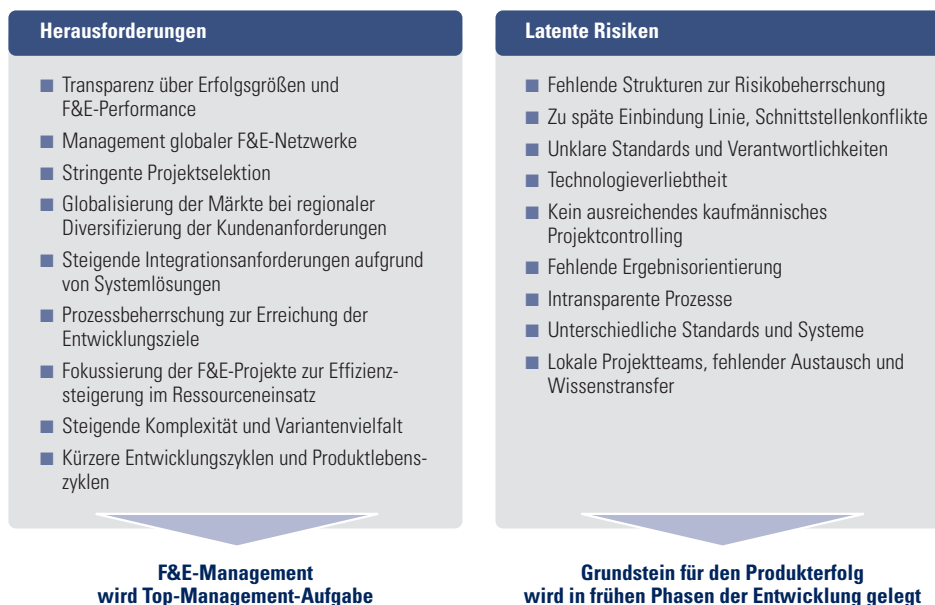 Herausforderungen
■ Transparenz über Erfolgsgrößen und
F&E-Performance
■ Management globaler F&E-Netzwerke
■ Stringente Projektselektion
■ Globalisierung der Märkte bei regionaler
Diversifizierung der Kundenanforderungen
■ Steigende Integrationsanforderungen aufgrund
von Systemlösungen
■ Prozessbeherrschung zur Erreichung der
Entwicklungsziele
■ Fokussierung der F&E-Projekte zur Effizienz-
steigerung im Ressourceneinsatz
■ Steigende Komplexität und Variantenvielfalt
■ Kürzere Entwicklungszyklen und Produktlebens-
zyklen
F&E-Management
wird Top-Management-Aufgabe
Latente Risiken
■ Fehlende Strukturen zur Risikobeherrschung
■ Zu späte Einbindung Linie, Schnittstellenkonflikte
■ Unklare Standards und Verantwortlichkeiten
■ Technologieverliebtheit
■ Kein ausreichendes kaufmännisches
Projektcontrolling
■ Fehlende Ergebnisorientierung
■ Intransparente Prozesse
■ Unterschiedliche Standards und Systeme
■ Lokale Projektteams, fehlender Austausch und
Wissenstransfer
Grundstein für den Produkterfolg
wird in frühen Phasen der Entwicklung gelegt